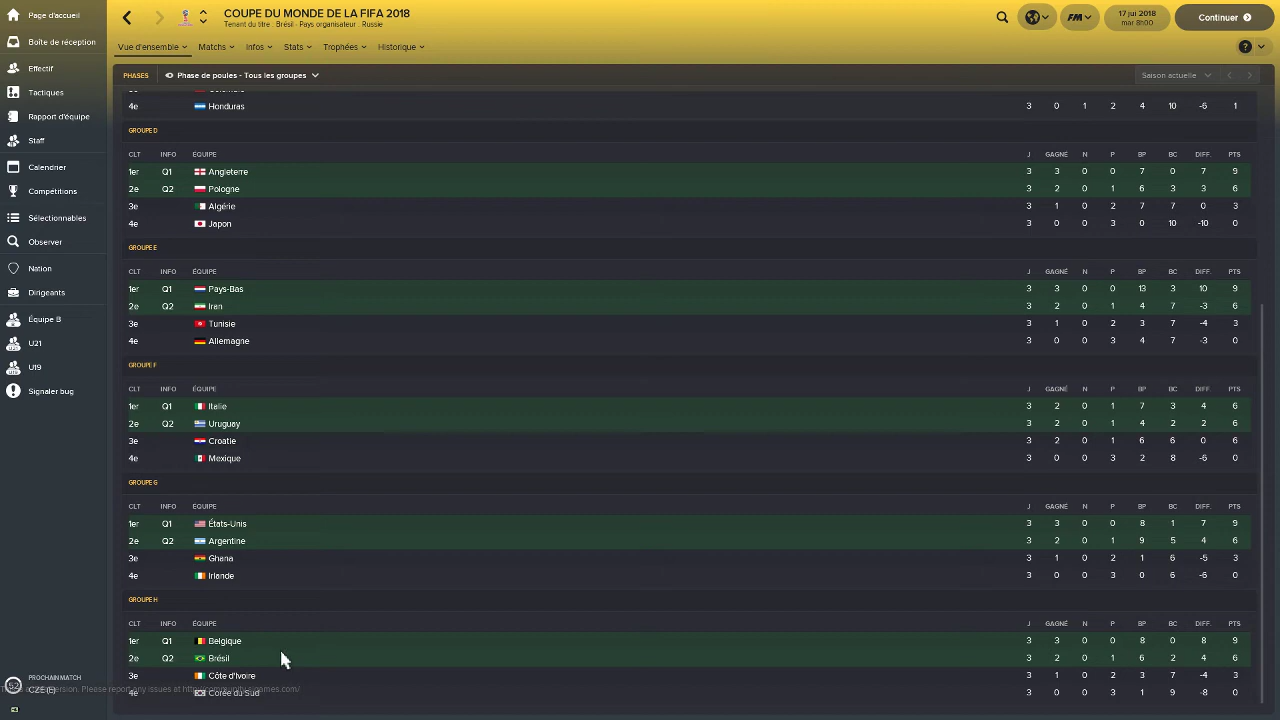 Page d'accueil
Boîte de réception
Effectif
Tactiques
Rapport d'équipe
Staff
Calendrier
Compétitions
Sélectionnables
Observer
Nation
Dirigeants
Équipe B
U21
U19
Signaler bug
PROCHAIN MATCH
CZE (E)
COUPE DU MONDE DE LA FIFA 2018
Tenant du titre : Brésil - Pays organisateur : Russie
FM
17 jui 2018
mar 8h00
Continuer
Vue d'ensemble Matchs Infos Stats Trophées Historique
PHASES Phase de poules - Tous les groupes Saison actuelle
4e Honduras 3 0 1 2 4 10 -6 1
GROUPE D
CLT INFO ÉQUIPE J GAGNÉ N P BP BC DIFF. PTS
1er Q1 Angleterre 3 3 0 0 7 0 7 9
2e Q2 Pologne 3 2 0 1 6 3 3 6
3e Algérie 3 1 0 2 7 7 0 3
4e Japon 3 0 0 3 0 10 -10 0
GROUPE E
CLT INFO ÉQUIPE J GAGNÉ N P BP BC DIFF. PTS
1er Q1 Pays-Bas 3 3 0 0 13 3 10 9
2e Q2 Iran 3 2 0 1 4 7 -3 6
3e Tunisie 3 1 0 2 3 7 -4 3
4e Allemagne 3 0 0 3 4 7 -3 0
GROUPE F
CLT INFO ÉQUIPE J GAGNÉ N P BP BC DIFF. PTS
1er Q1 Italie 3 2 0 1 7 3 4 6
2e Q2 Uruguay 3 2 0 1 4 2 2 6
3e Croatie 3 2 0 1 6 6 0 6
4e Mexique 3 0 0 3 2 8 -6 0
GROUPE G
CLT INFO ÉQUIPE J GAGNÉ N P BP BC DIFF. PTS
1er Q1 États-Unis 3 3 0 0 8 1 7 9
2e Q2 Argentine 3 2 0 1 9 5 4 6
3e Ghana 3 1 0 2 1 6 -5 3
4e Irlande 3 0 0 3 0 6 -6 0
GROUPE H
CLT INFO ÉQUIPE J GAGNÉ N P BP BC DIFF. PTS
1er Q1 Belgique 3 3 0 0 8 0 8 9
2e Q2 Brésil 3 2 0 1 6 2 4 6
3e Côte d'Ivoire 3 1 0 2 3 7 -4 3
4e Corée du Sud 3 0 0 3 1 9 -8 0
version. Please report any issues at